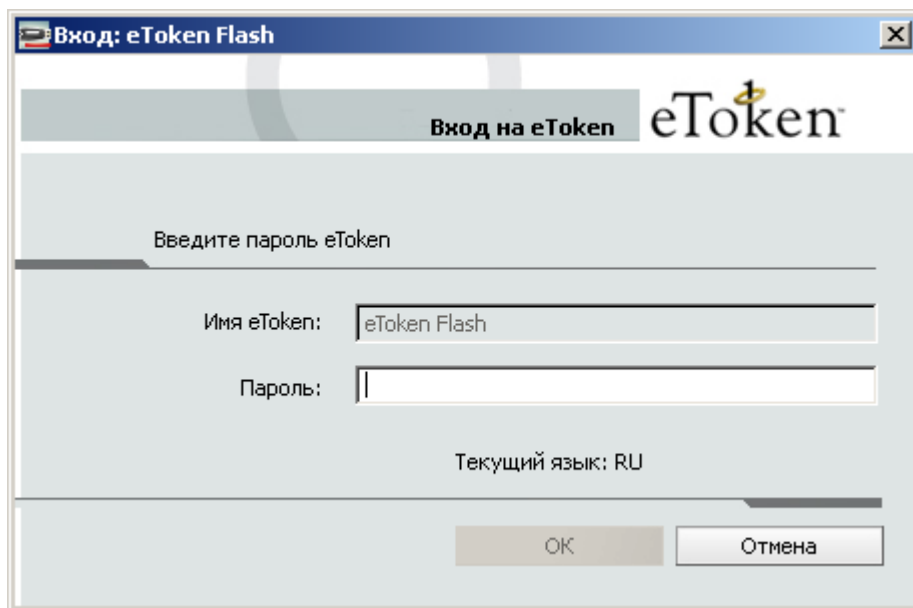 Вход: eToken Flash
Вход на eToken
eToken™
Введите пароль eToken
Имя eToken: eToken Flash
Пароль:
Текущий язык: RU
OK Отмена